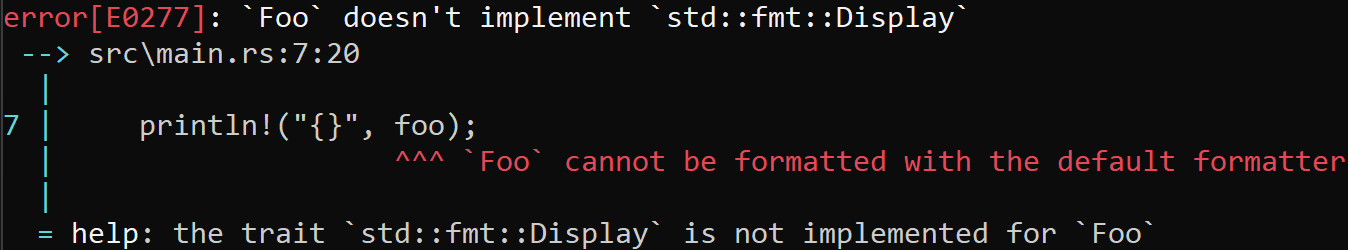 error[E0277]: `Foo` doesn't implement `std::fmt::Display`
 --> src\main.rs:7:20
  |
7 |     println!("{}", foo);
  |                    ^^^ `Foo` cannot be formatted with the default formatter
  |
  = help: the trait `std::fmt::Display` is not implemented for `Foo`